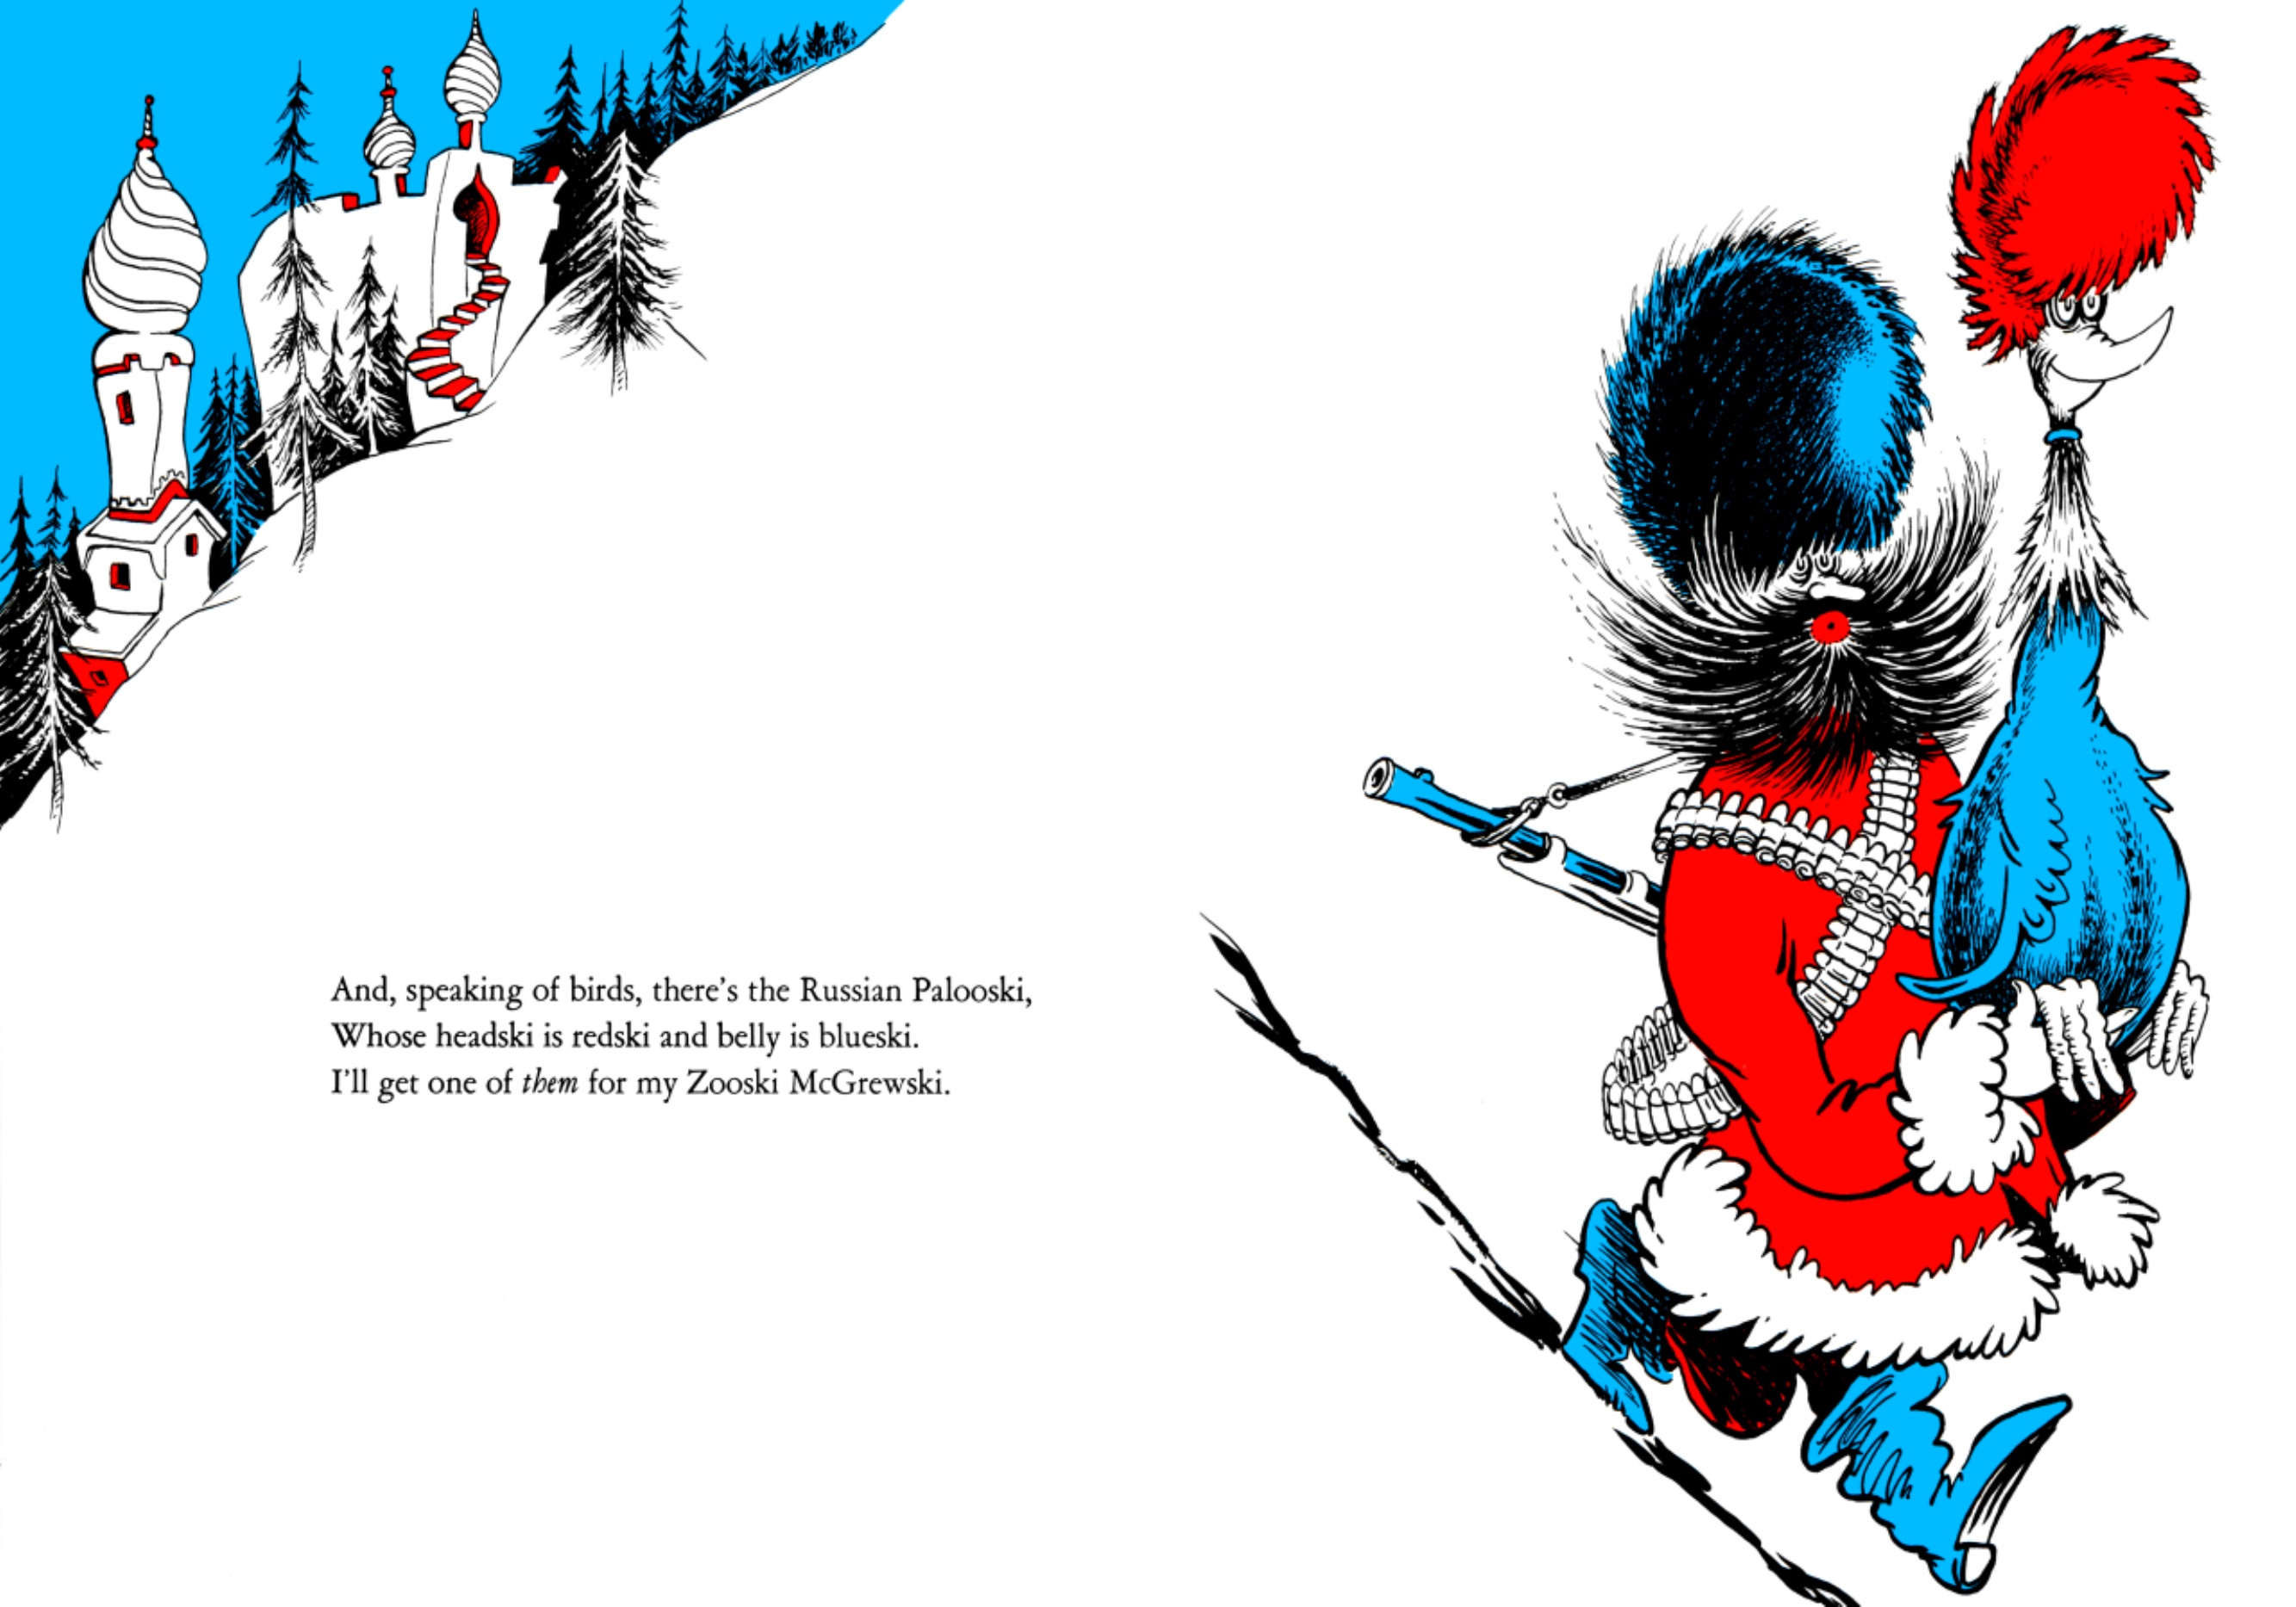 And, speaking of birds, there's the Russian Palooski,
Whose headski is redski and belly is blueski.
I'll get one of them for my Zooski McGrewski.